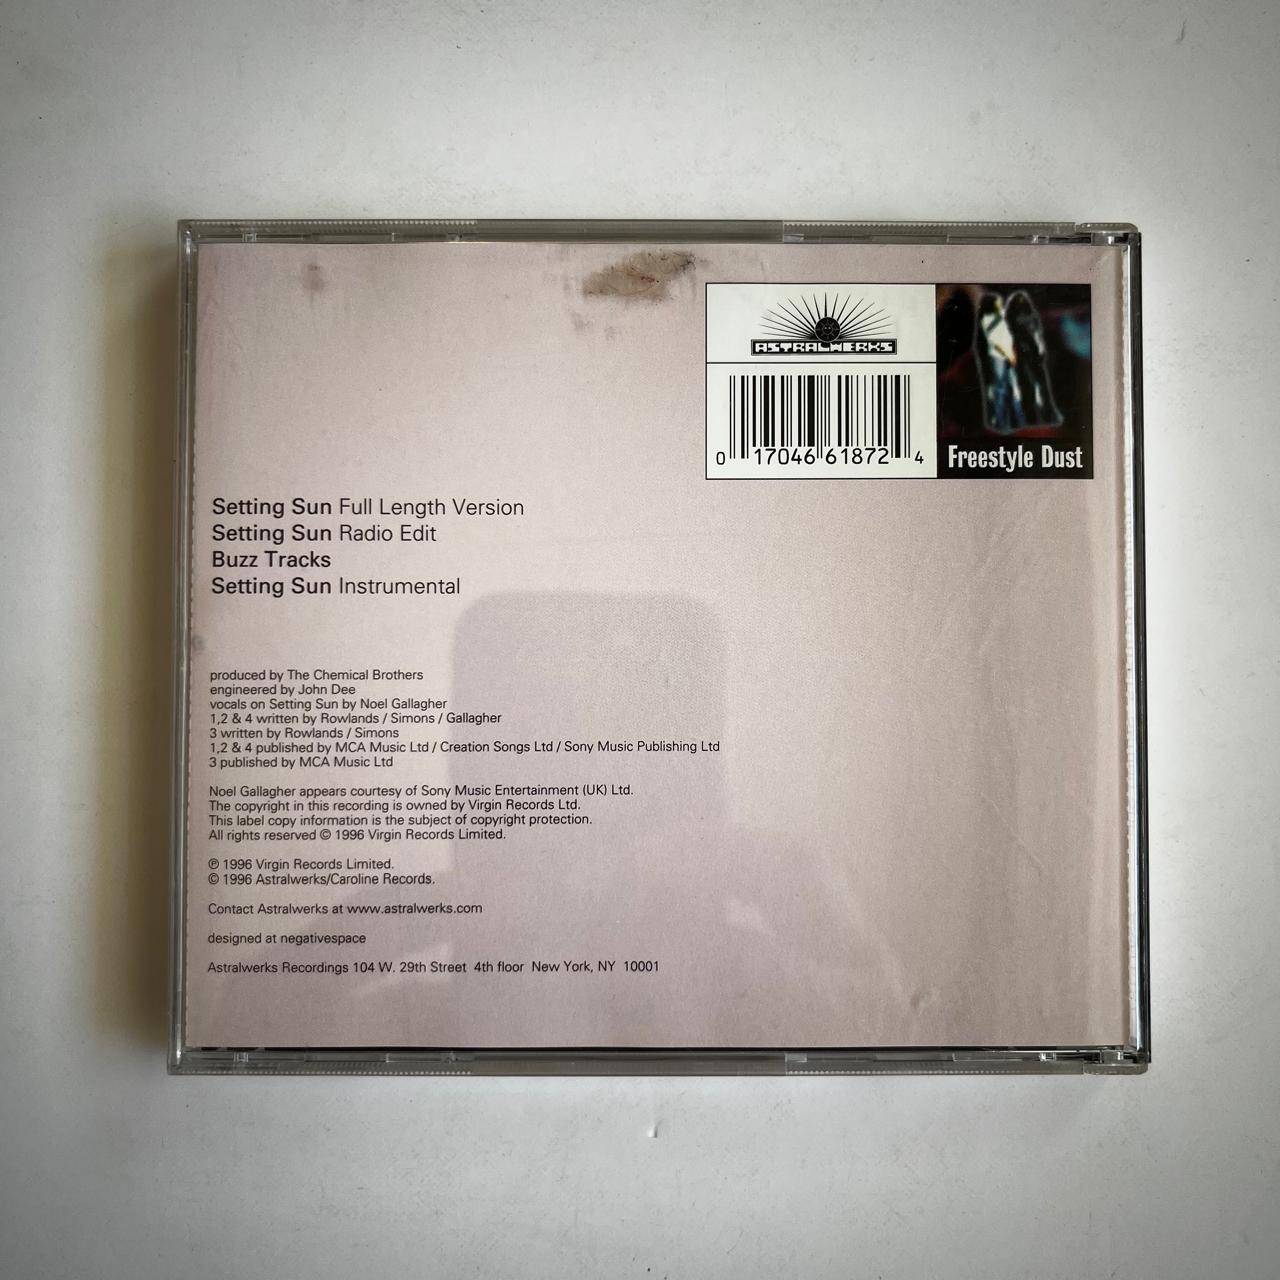 ASTRALWERKS
0 17046 61872 4
Freestyle Dust
Setting Sun Full Length Version
Setting Sun Radio Edit
Buzz Tracks
Setting Sun Instrumental
produced by The Chemical Brothers
engineered by John Dee
vocals on Setting Sun by Noel Gallagher
1,2 & 4 written by Rowlands / Simons / Gallagher
3 written by Rowlands / Simons
1,2 & 4 published by MCA Music Ltd / Creation Songs Ltd / Sony Music Publishing Ltd
3 published by MCA Music Ltd
Noel Gallagher appears courtesy of Sony Music Entertainment (UK) Ltd.
The copyright in this recording is owned by Virgin Records Ltd.
This label copy information is the subject of copyright protection.
All rights reserved © 1996 Virgin Records Limited.
℗ 1996 Virgin Records Limited.
© 1996 Astralwerks/Caroline Records.
Contact Astralwerks at www.astralwerks.com
designed at negativespace
Astralwerks Recordings 104 W. 29th Street 4th floor New York, NY 10001